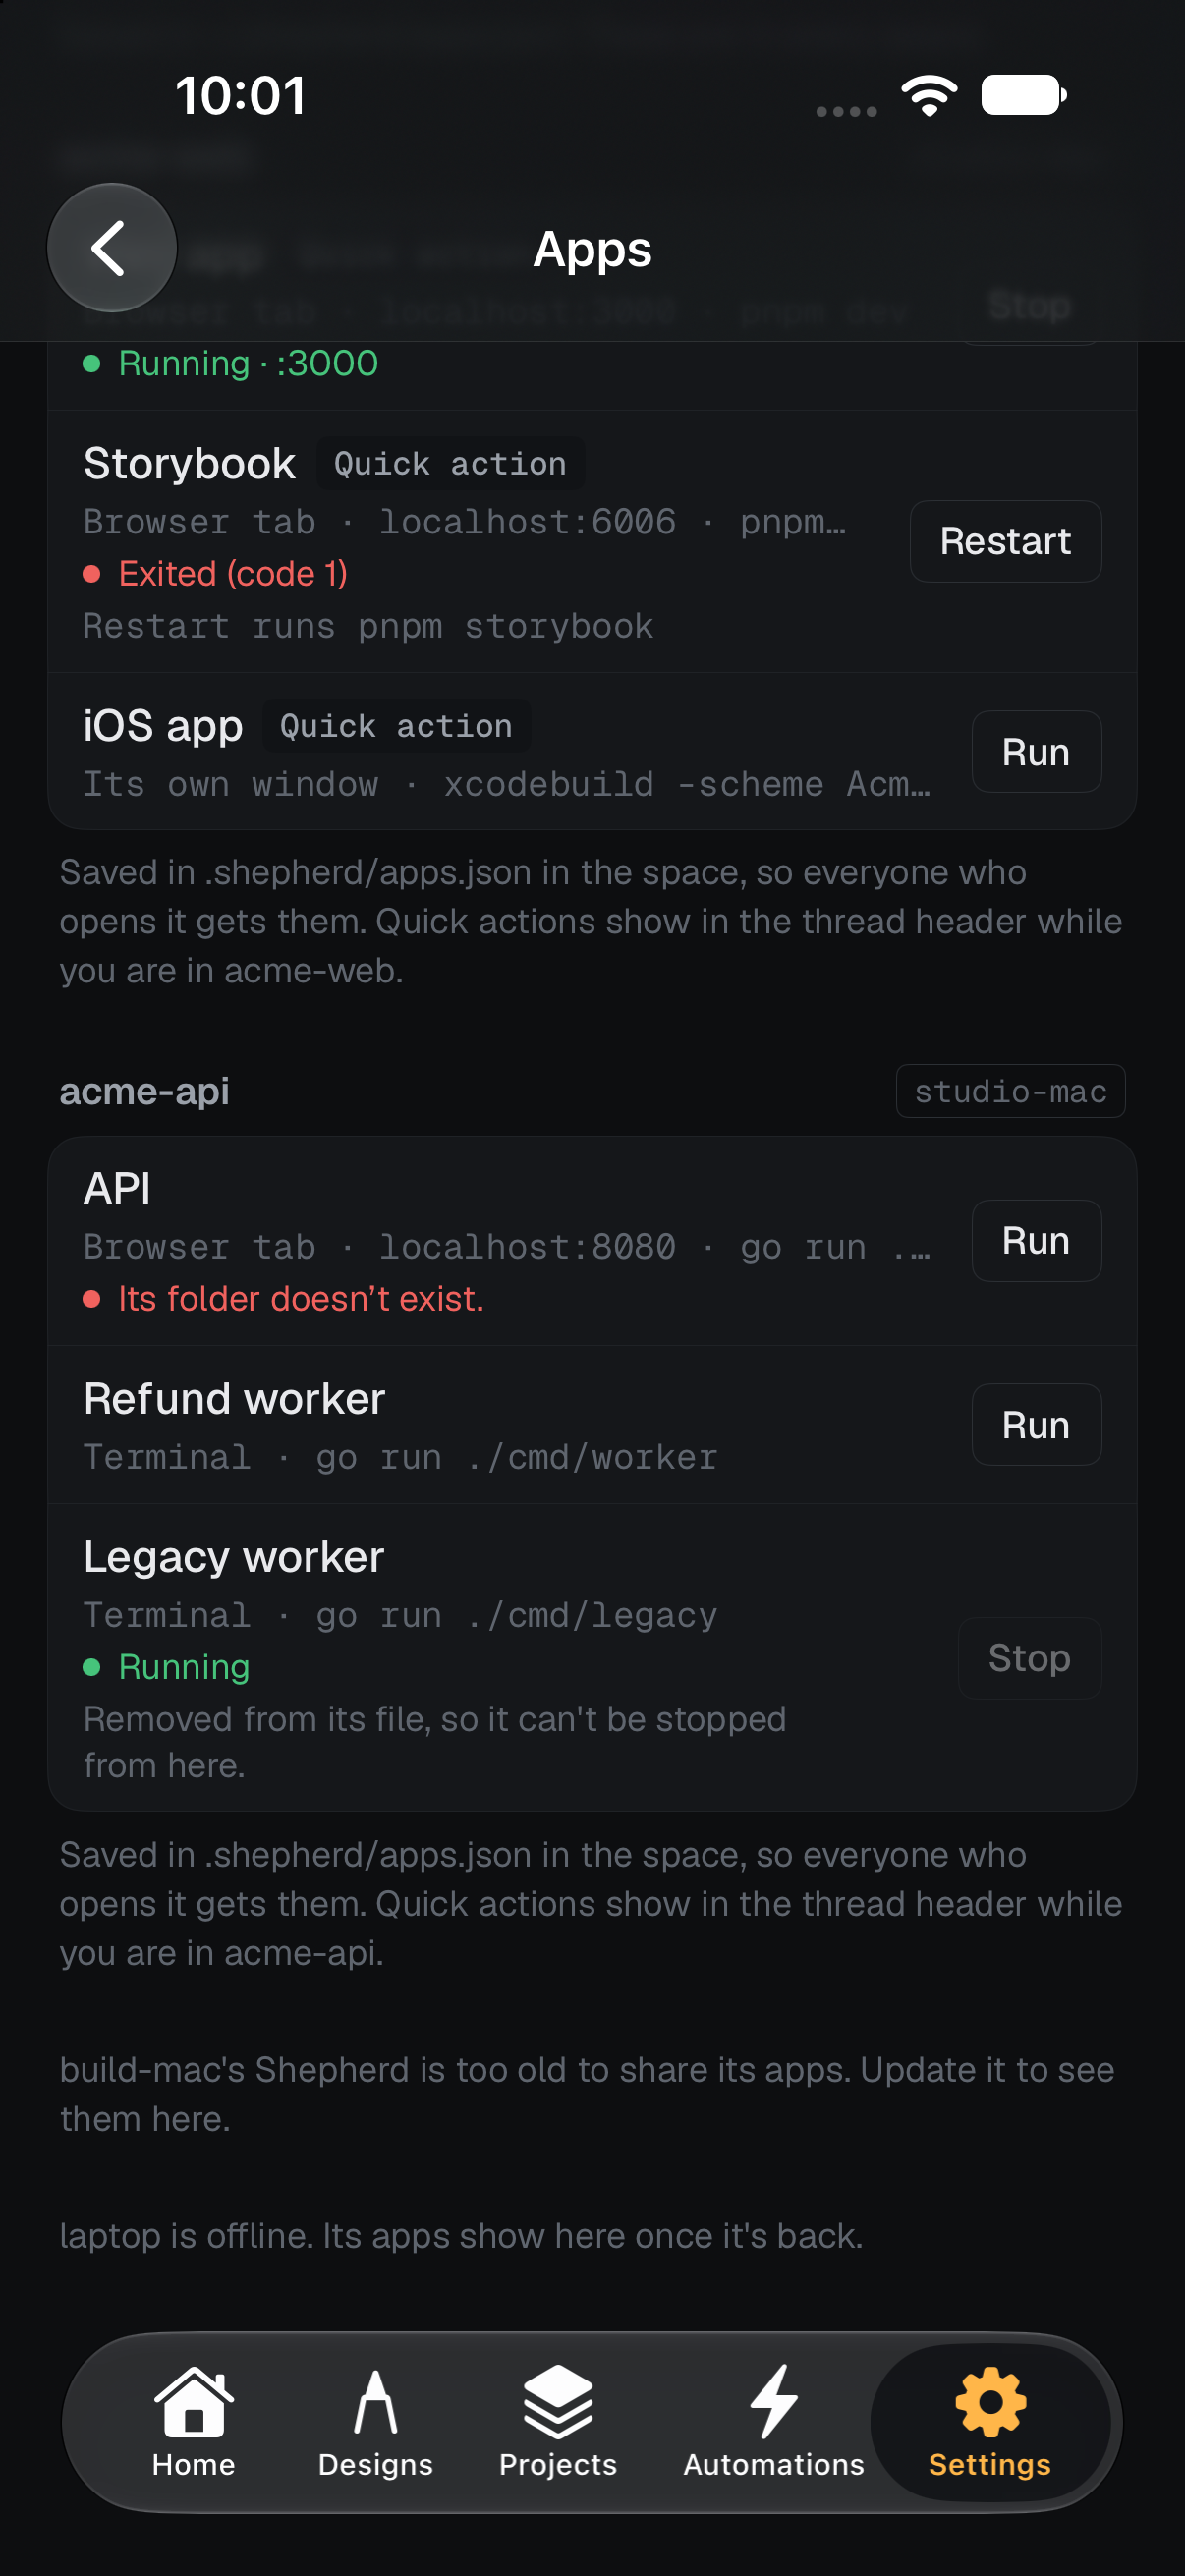 10:01
Apps
Browser tab · localhost:3000 · pnpm dev
Stop
Running · :3000
Storybook Quick action
Browser tab · localhost:6006 · pnpm…
Restart
Exited (code 1)
Restart runs pnpm storybook
iOS app Quick action
Run
Its own window · xcodebuild -scheme Acm…
Saved in .shepherd/apps.json in the space, so everyone who
opens it gets them. Quick actions show in the thread header while
you are in acme-web.
acme-api
studio-mac
API
Browser tab · localhost:8080 · go run .…
Run
Its folder doesn’t exist.
Refund worker
Run
Terminal · go run ./cmd/worker
Legacy worker
Terminal · go run ./cmd/legacy
Stop
Running
Removed from its file, so it can't be stopped
from here.
Saved in .shepherd/apps.json in the space, so everyone who
opens it gets them. Quick actions show in the thread header while
you are in acme-api.
build-mac's Shepherd is too old to share its apps. Update it to see
them here.
laptop is offline. Its apps show here once it's back.
Home
Designs
Projects
Automations
Settings